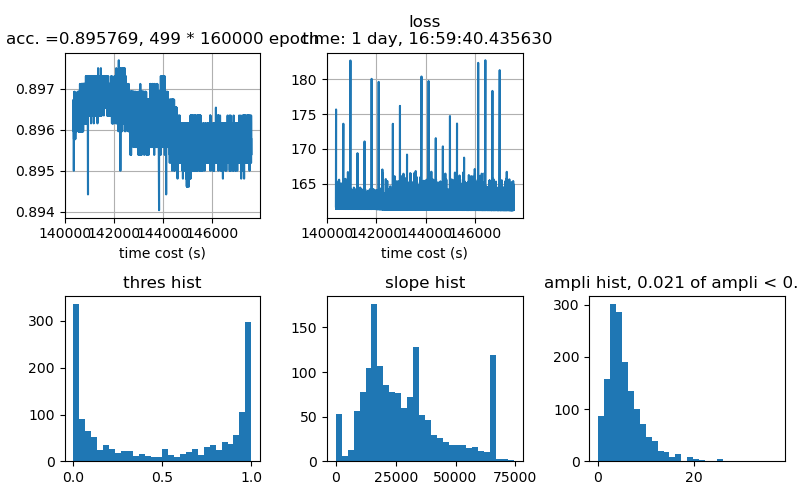 acc. =0.895769, 499 * 160000 epoch
loss
time: 1 day, 16:59:40.435630
0.897
0.896
0.895
0.894
140000 142000 144000 146000
time cost (s)
180
175
170
165
140000 142000 144000 146000
time cost (s)
thres hist
300
200
100
0
0.0 0.5 1.0
slope hist
150
100
50
0
0 25000 50000 75000
ampli hist, 0.021 of ampli < 0.
300
200
100
0
0 20